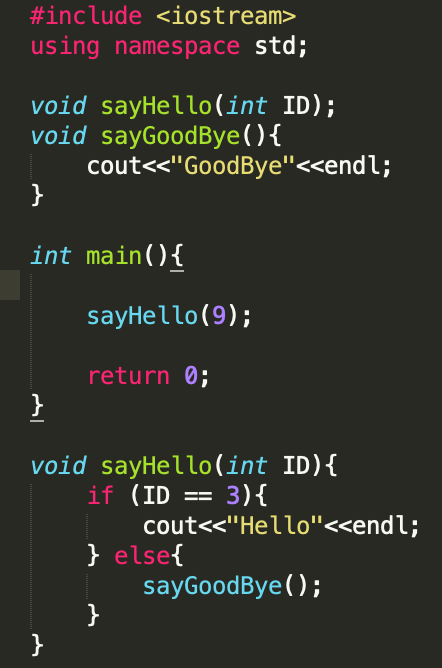 #include <iostream>
using namespace std;
void sayHello(int ID);
void sayGoodBye(){
cout<<"GoodBye"<<endl;
}
int main(){
sayHello(9);
return 0;
}
void sayHello(int ID){
if (ID == 3){
cout<<"Hello"<<endl;
} else{
sayGoodBye();
}
}